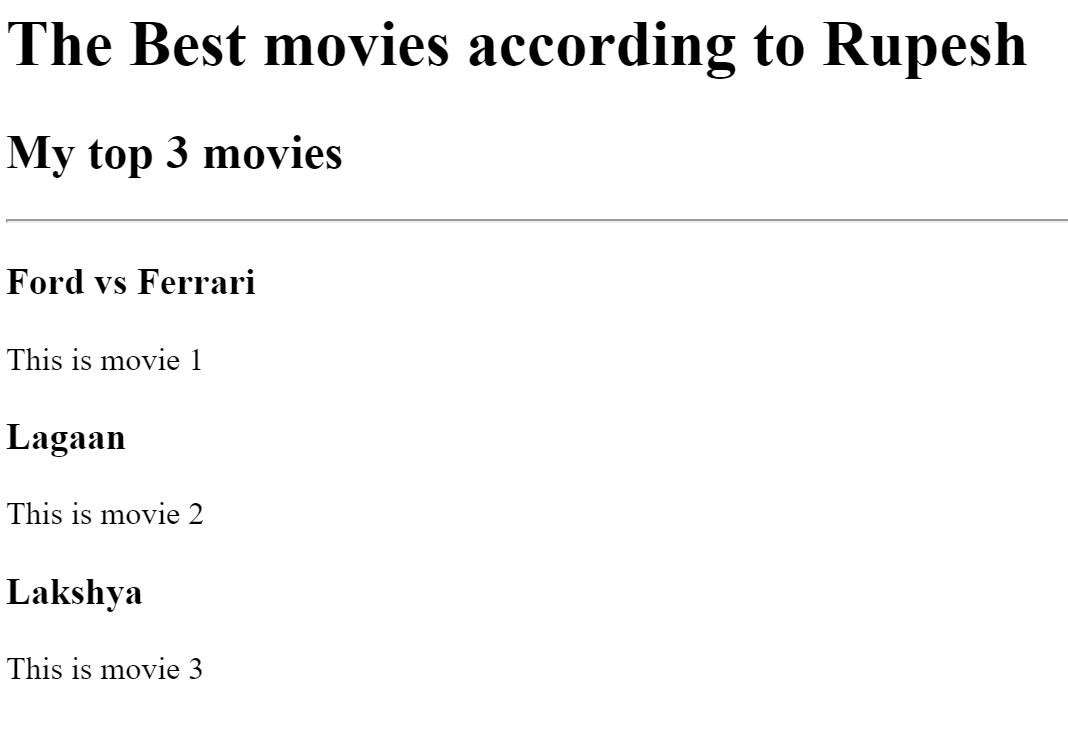 The Best movies according to Rupesh
My top 3 movies
Ford vs Ferrari
This is movie 1
Lagaan
This is movie 2
Lakshya
This is movie 3